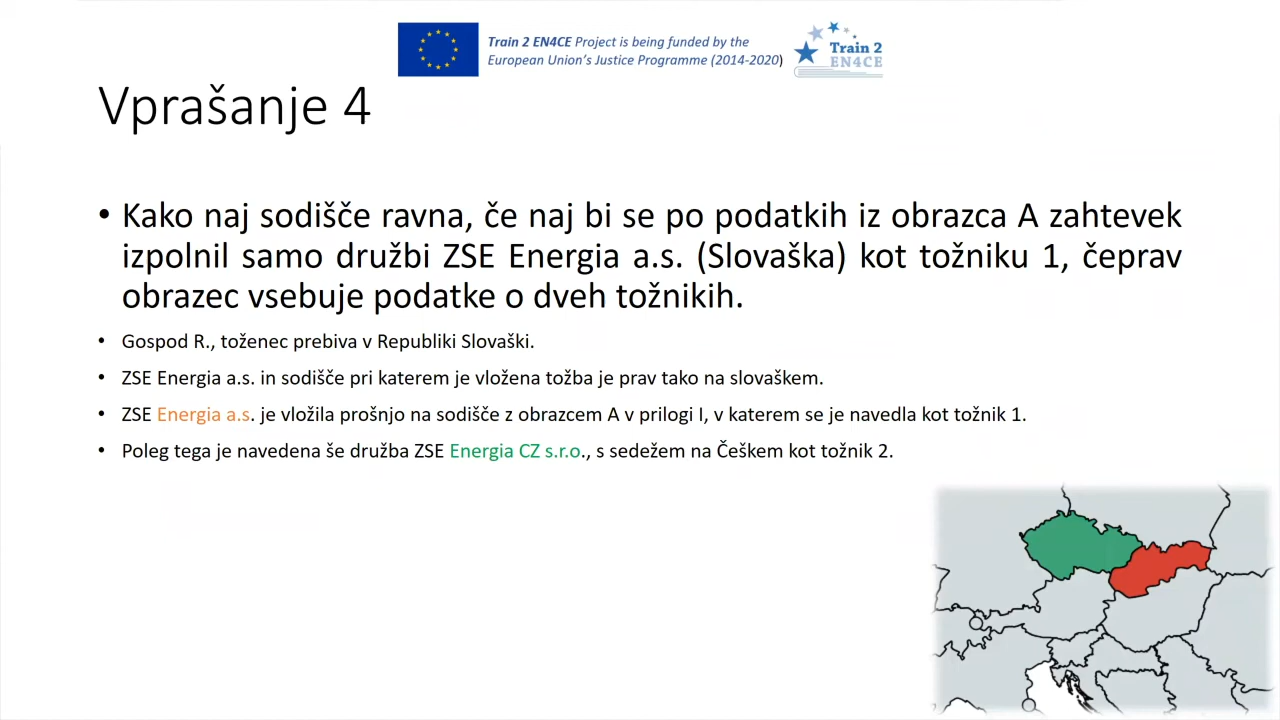 Train 2 EN4CE Project is being funded by the
European Union's Justice Programme (2014-2020)
Train 2
EN4CE
Vprašanje 4
• Kako naj sodišče ravna, če naj bi se po podatkih iz obrazca A zahtevek
izpolnil samo družbi ZSE Energia a.s. (Slovaška) kot tožniku 1, čeprav
obrazec vsebuje podatke o dveh tožnikih.
• Gospod R., toženec prebiva v Republiki Slovaški.
• ZSE Energia a.s. in sodišče pri katerem je vložena tožba je prav tako na slovaškem.
• ZSE Energia a.s. je vložila prošnjo na sodišče z obrazcem A v prilogi I, v katerem se je navedla kot tožnik 1.
• Poleg tega je navedena še družba ZSE Energia CZ s.r.o., s sedežem na Češkem kot tožnik 2.